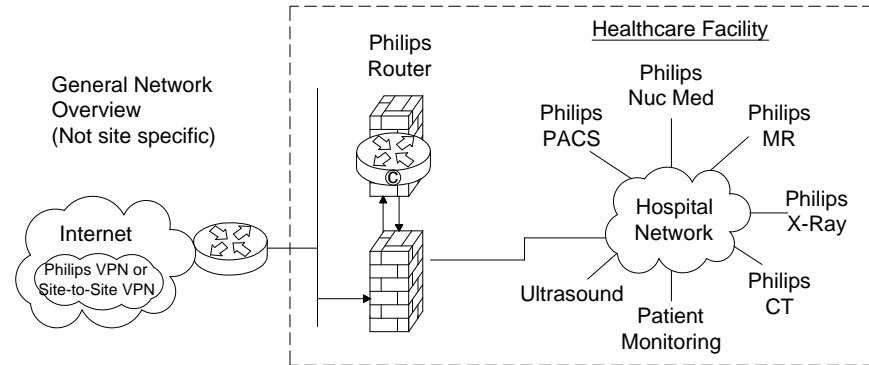 General Network
Overview
(Not site specific)
Internet
Philips VPN or
Site-to-Site VPN
Philips
Router
C
Healthcare Facility
Philips
Nuc Med
Philips
PACS
Philips
MR
Hospital
Network
Philips
X-Ray
Philips
CT
Patient
Monitoring
Ultrasound